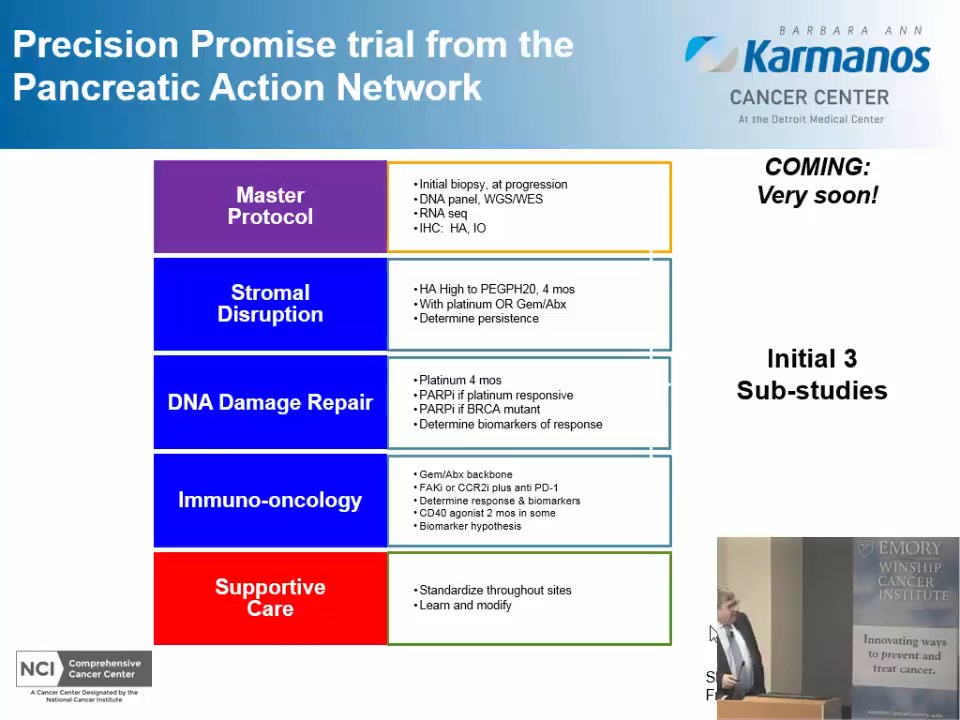 Precision Promise trial from the
Pancreatic Action Network
BARBARA ANN
Karmanos
CANCER CENTER
At the Detroit Medical Center
COMING:
Very soon!
Master
Protocol
•Initial biopsy, at progression
•DNA panel, WGS/WES
•RNA seq
•IHC: HA, IO
Stromal
Disruption
•HA High to PEGPH20, 4 mos
•With platinum OR Gem/Abx
•Determine persistence
Initial 3
Sub-studies
DNA Damage Repair
•Platinum 4 mos
•PARPi if platinum responsive
•PARPi if BRCA mutant
•Determine biomarkers of response
Immuno-oncology
•Gem/Abx backbone
•FAKi or CCR2i plus anti PD-1
•Determine response & biomarkers
•CD40 agonist 2 mos in some
•Biomarker hypothesis
Supportive
Care
•Standardize throughout sites
•Learn and modify
EMORY
WINSHIP
CANCER
INSTITUTE
Innovating ways
to prevent and
treat cancer.
NCI
Comprehensive
Cancer Center
A Cancer Center Designated by the
National Cancer Institute